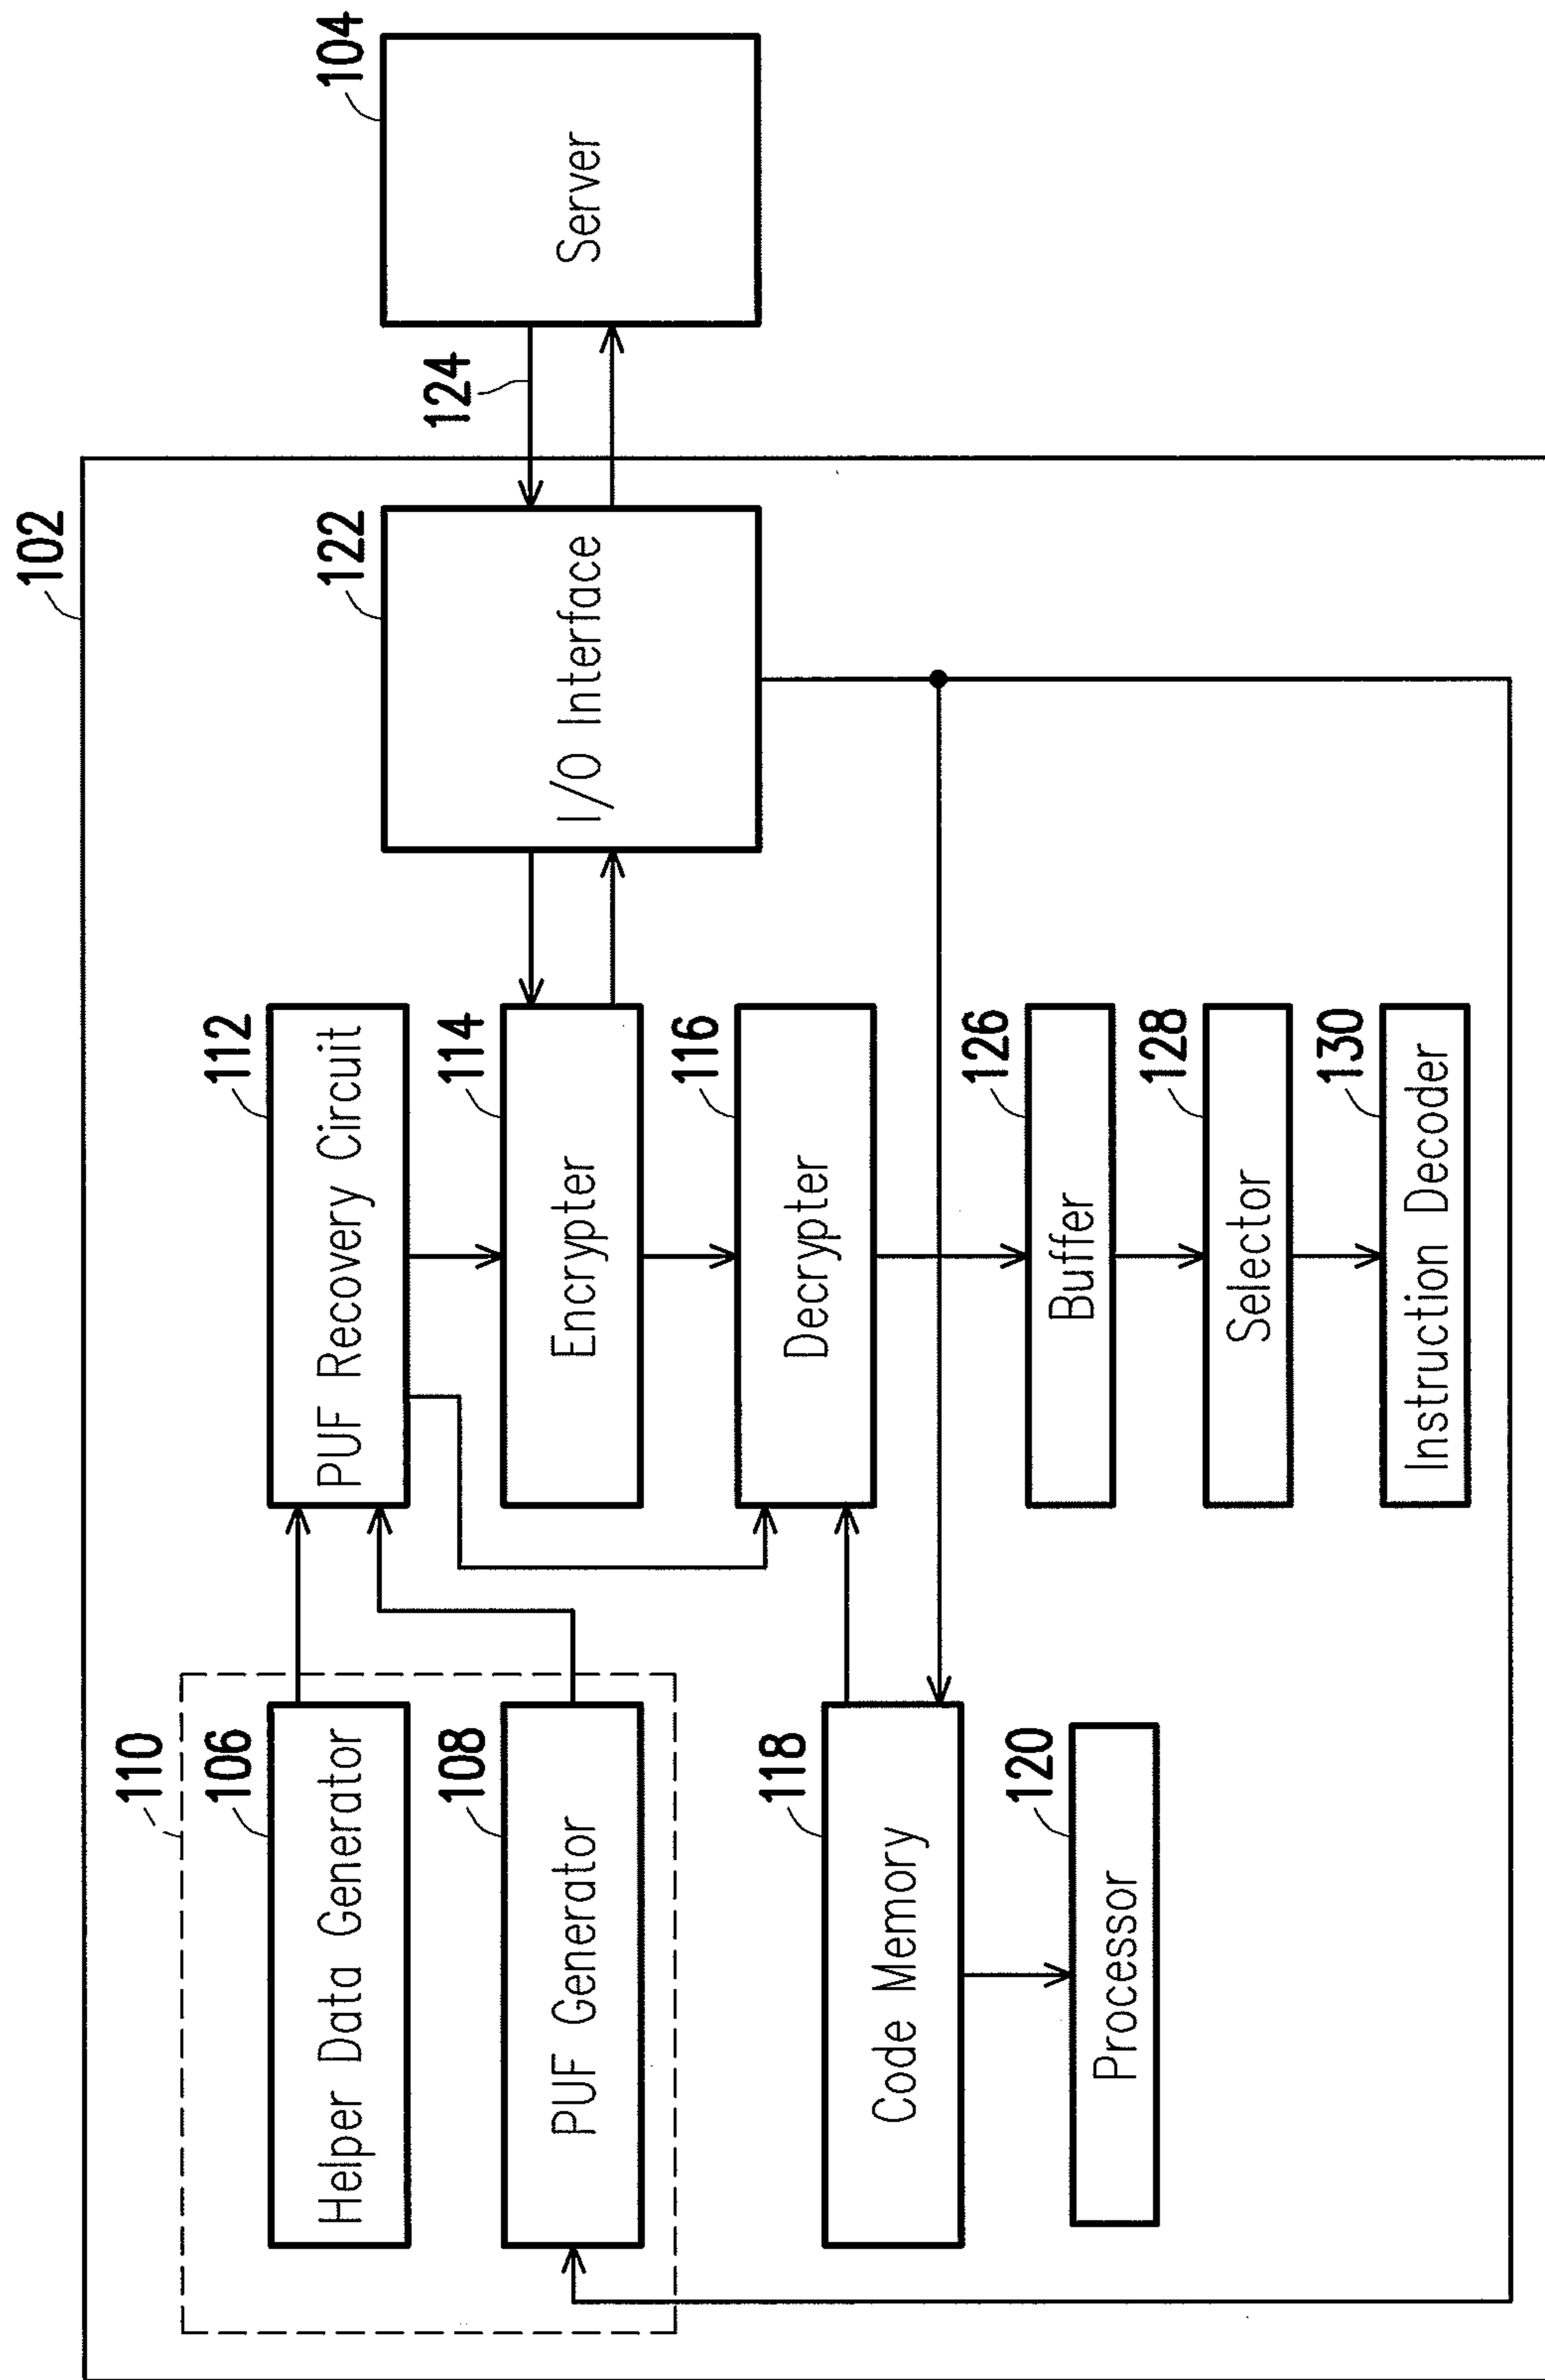 102
110
106
Helper Data Generator
108
PUF Generator
112
PUF Recovery Circuit
114
Encrypter
116
Decrypter
118
Code Memory
120
Processor
126
Buffer
128
Selector
130
Instruction Decoder
122
I/O Interface
124
104
Server